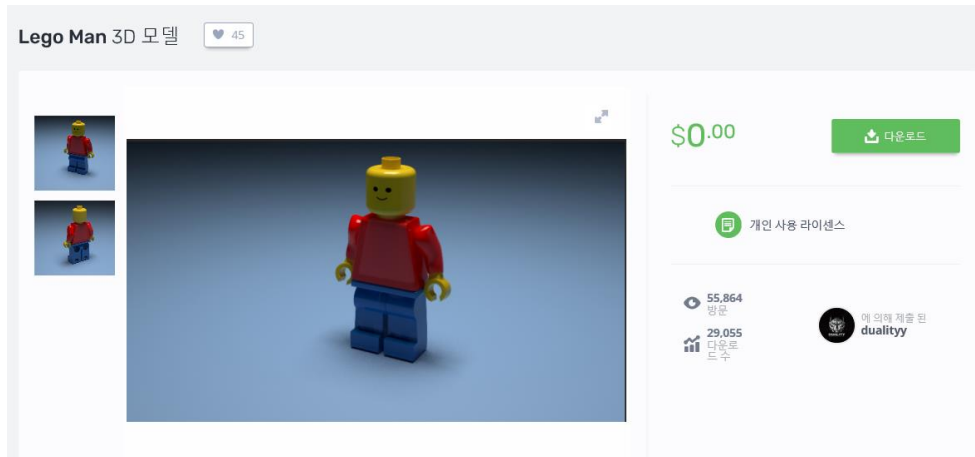 Lego Man 3D 모델
45
$0.00
다운로드
개인 사용 라이센스
55,864
방문
29,055
다운로
드 수
에 의해 제출 된
dualityy